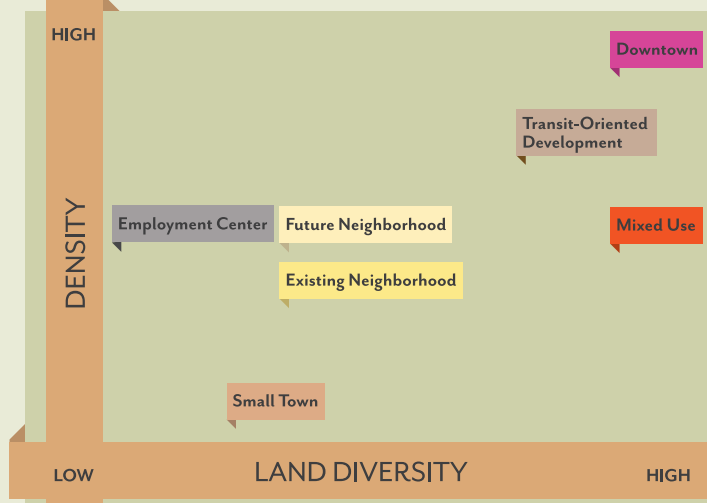 HIGH
Downtown
Transit-Oriented
Development
DENSITY
Employment Center
Future Neighborhood
Mixed Use
Existing Neighborhood
Small Town
LOW
LAND DIVERSITY
HIGH